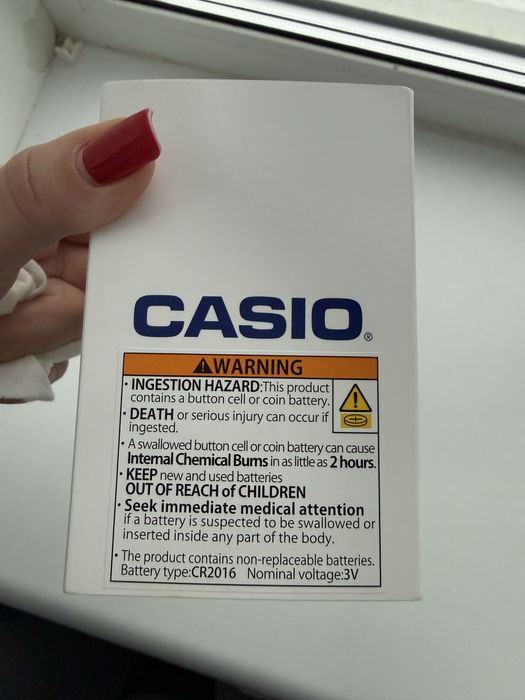 CASIO®
⚠WARNING
· INGESTION HAZARD:This product
contains a button cell or coin battery.
· DEATH or serious injury can occur if
ingested.
· A swallowed button cell or coin battery can cause
Internal Chemical Burns in as little as 2 hours.
· KEEP new and used batteries
OUT OF REACH of CHILDREN
· Seek immediate medical attention
if a battery is suspected to be swallowed or
inserted inside any part of the body.
· The product contains non-replaceable batteries.
Battery type:CR2016 Nominal voltage:3V